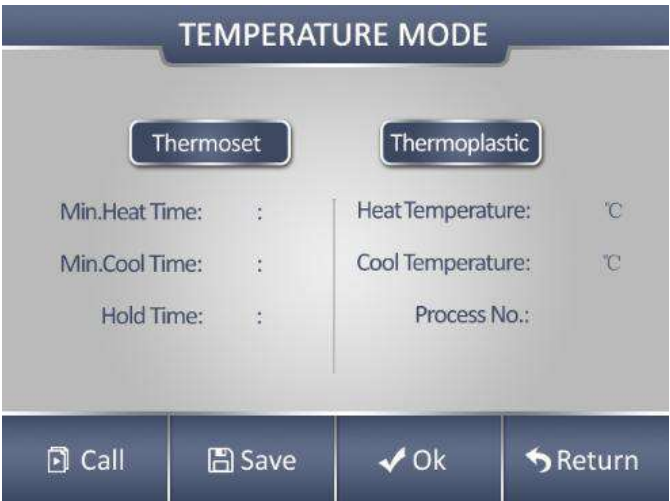 TEMPERATURE MODE
Thermoset Thermoplastic
Min.Heat Time: : Heat Temperature: ℃
Min.Cool Time: : Cool Temperature: ℃
Hold Time: : Process No.:
Call Save Ok Return